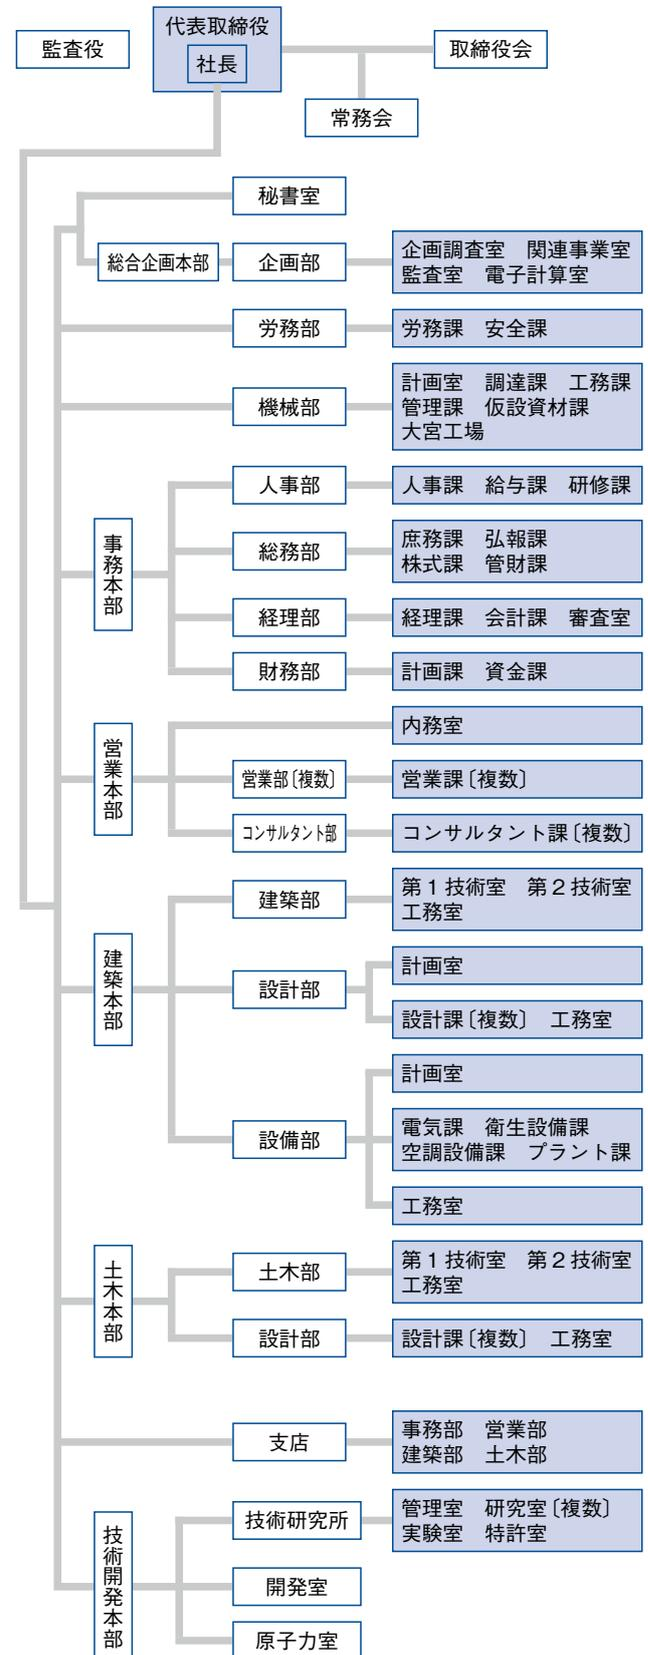 監査役
代表取締役
社長
取締役会
常務会
秘書室
総合企画本部
企画部
企画調査室　関連事業室
監査室　電子計算室
労務部
労務課　安全課
機械部
計画室　調達課　工務課
管理課　仮設資材課
大宮工場
事務本部
人事部
人事課　給与課　研修課
総務部
庶務課　弘報課
株式課　管財課
経理部
経理課　会計課　審査室
財務部
計画課　資金課
営業本部
内務室
営業部〔複数〕
営業課〔複数〕
コンサルタント部
コンサルタント課〔複数〕
建築本部
建築部
第１技術室　第２技術室
工務室
設計部
計画室
設計課〔複数〕　工務室
設備部
計画室
電気課　衛生設備課
空調設備課　プラント課
工務室
土木本部
土木部
第１技術室　第２技術室
工務室
設計部
設計課〔複数〕　工務室
支店
事務部　営業部
建築部　土木部
技術開発本部
技術研究所
管理室　研究室〔複数〕
実験室　特許室
開発室
原子力室